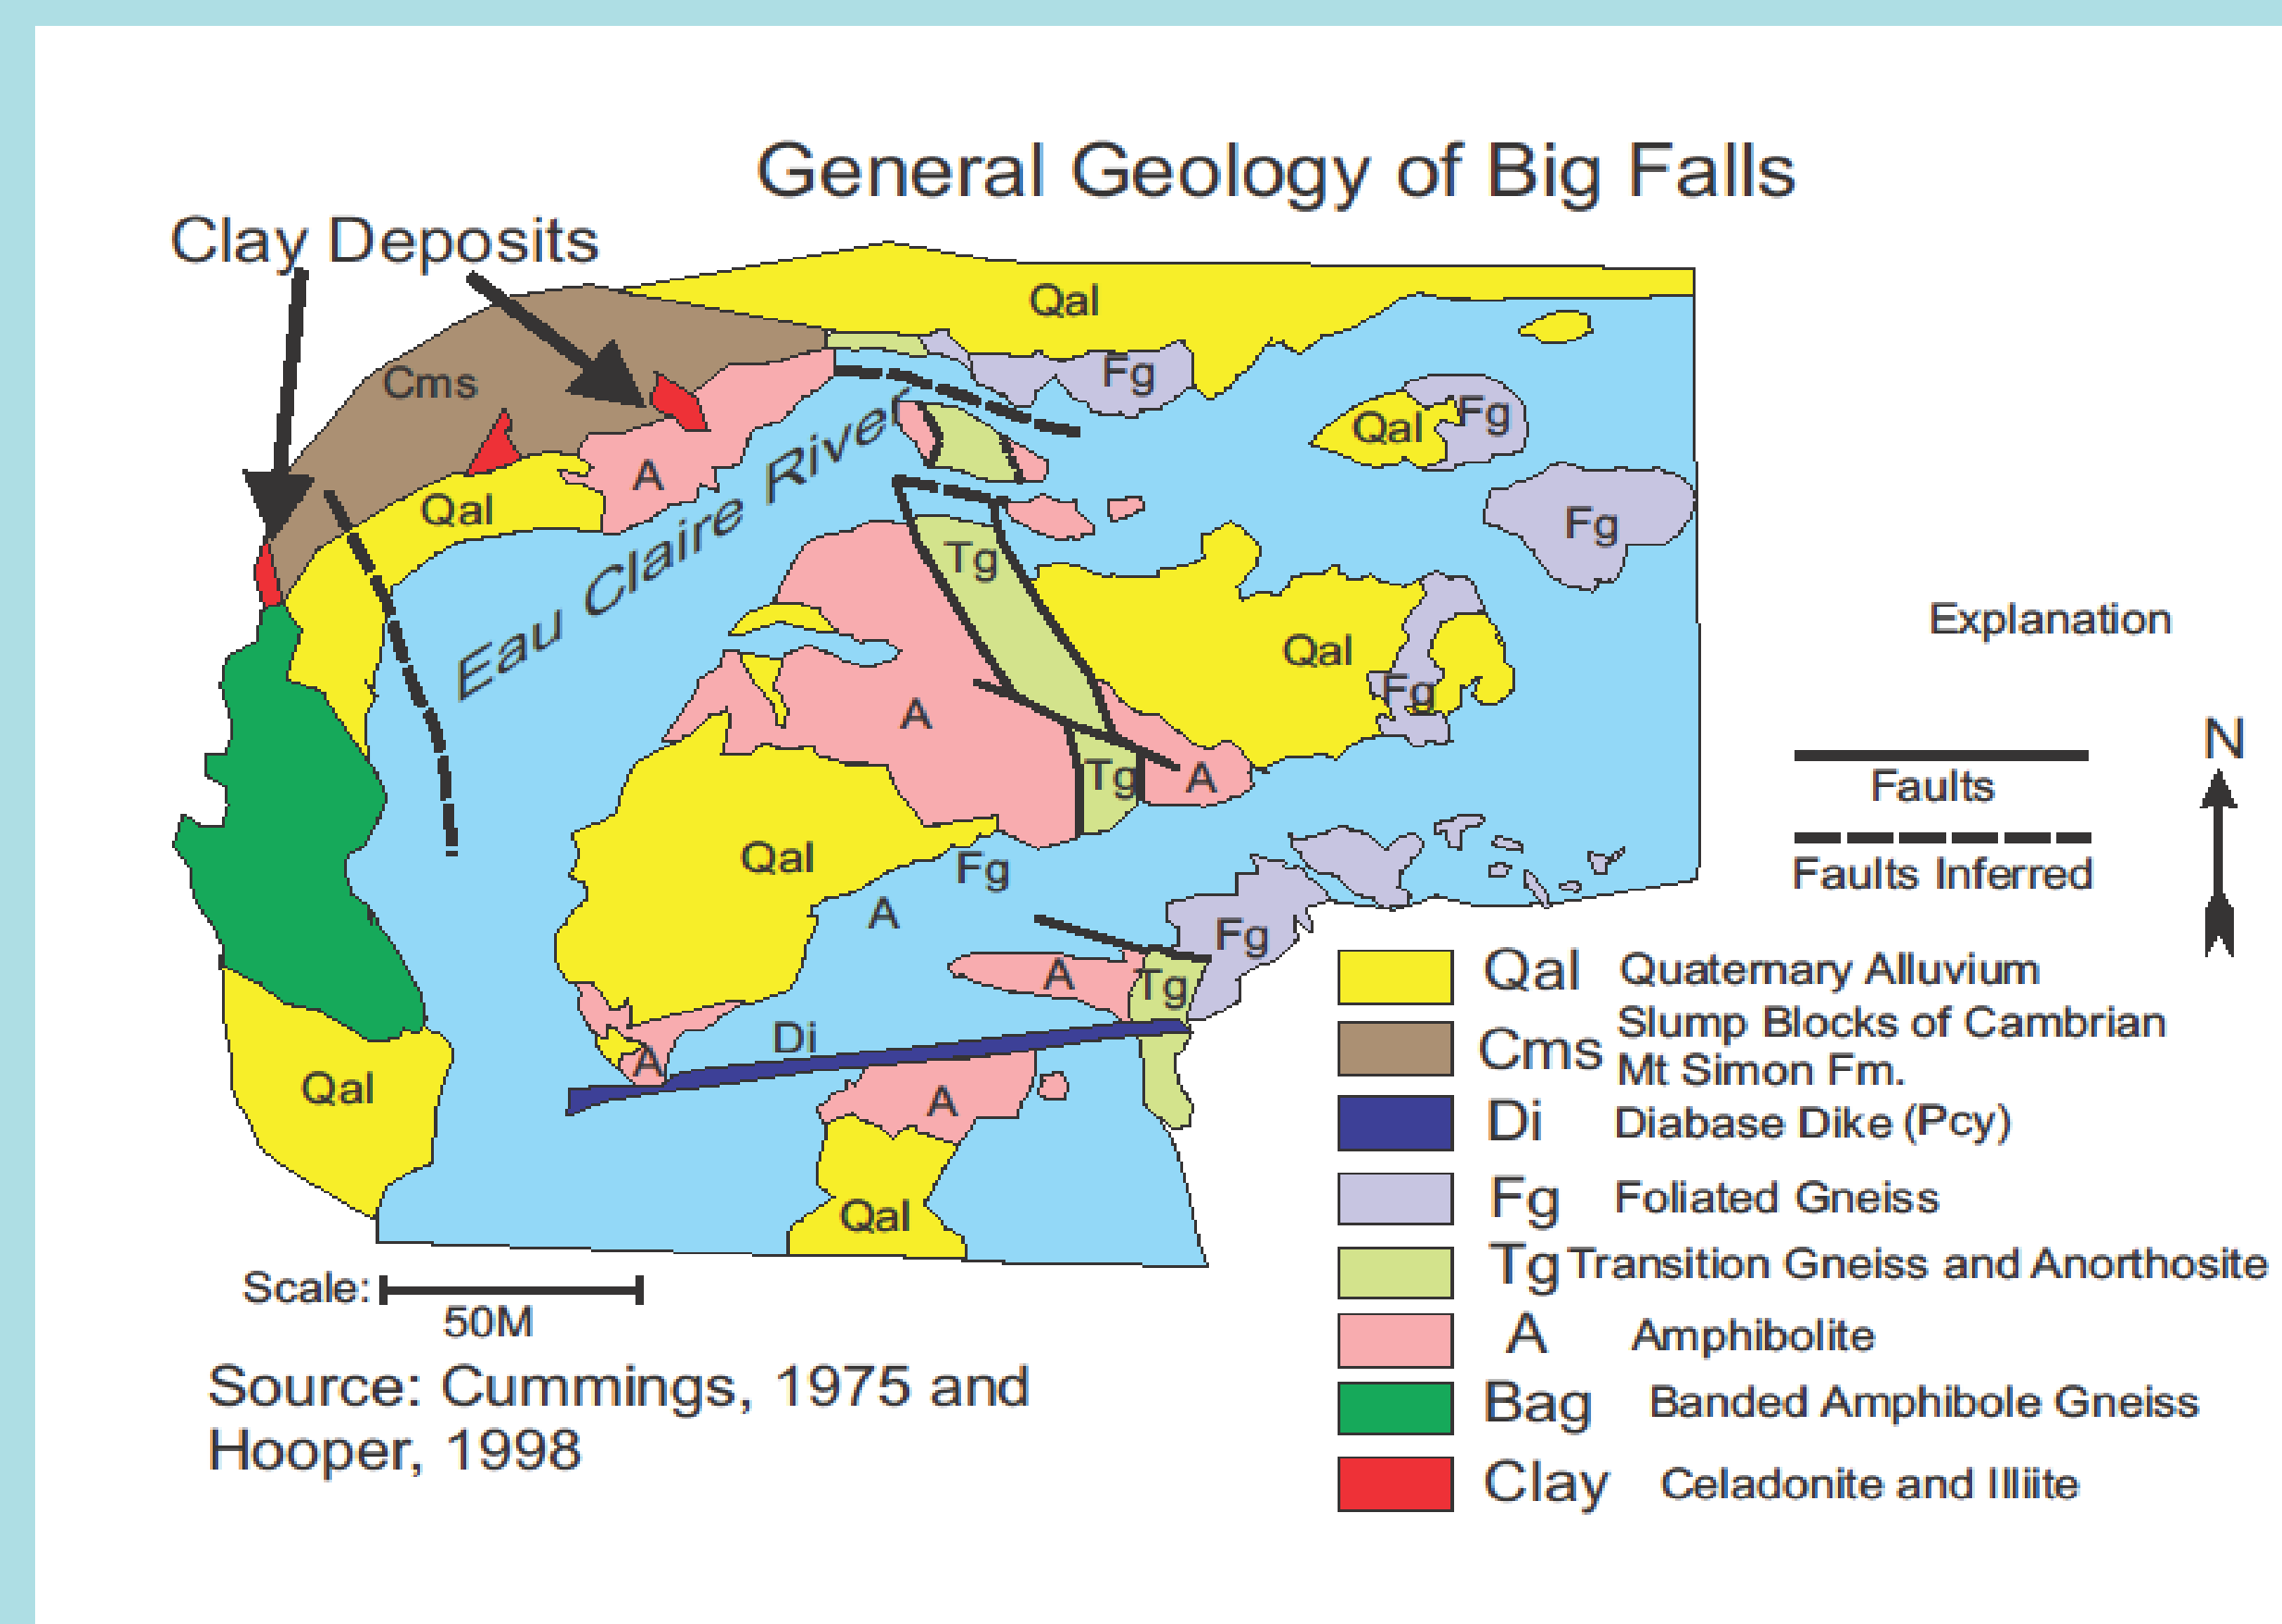 General Geology of Big Falls
Clay Deposits
Qal
Cms
Fg
Qal
Fg
A
Qal
Eau Claire River
Fg
Tg
Qal
Fg
A
Tg
A
Qal
Fg
A
Fg
A
Tg
Di
A
A
Qal
Qal
Explanation
N
Faults
Faults Inferred
Qal Quaternary Alluvium
Cms Slump Blocks of Cambrian
Mt Simon Fm.
Di Diabase Dike (Pcy)
Fg Foliated Gneiss
Tg Transition Gneiss and Anorthosite
A Amphibolite
Bag Banded Amphibole Gneiss
Clay Celadonite and Illiite
Scale:
50M
Source: Cummings, 1975 and
Hooper, 1998